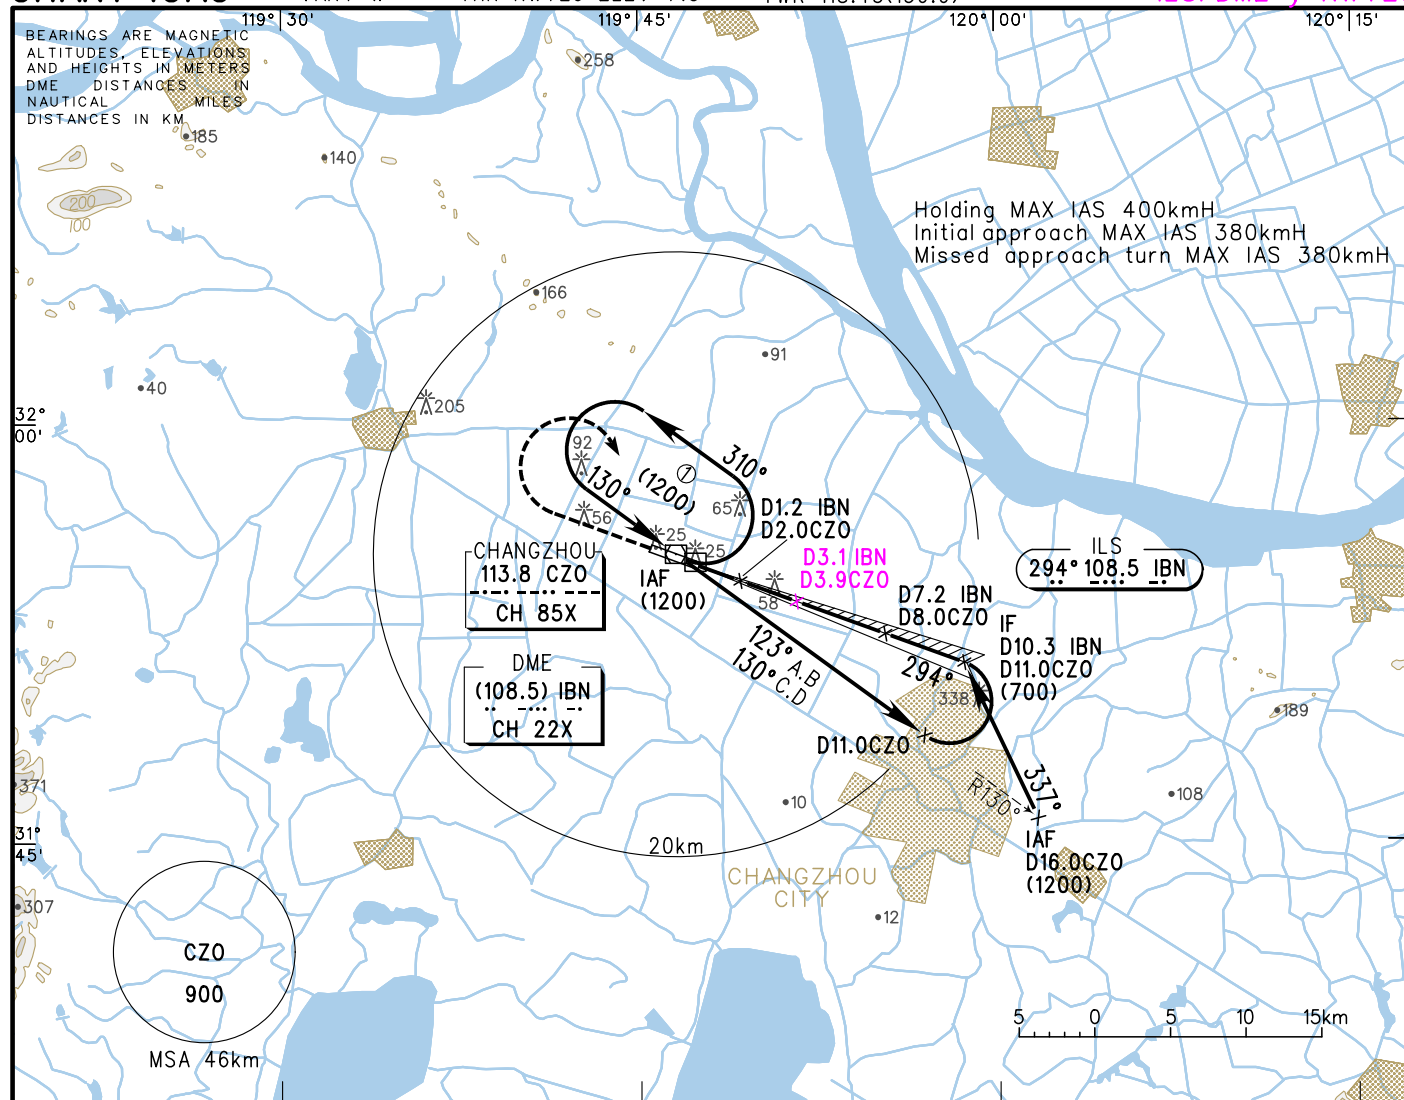 119°30'
119°45'
120°00'
120°15'
BEARINGS ARE MAGNETIC
ALTITUDES, ELEVATIONS
AND HEIGHTS IN METERS
DME DISTANCES IN
NAUTICAL MILES
DISTANCES IN KM
258
185
140
200
100
Holding MAX IAS 400kmH
Initial approach MAX IAS 380kmH
Missed approach turn MAX IAS 380kmH
166
91
40
205
32°
00'
92
310°
130°
(1200)
1
65
56
25
25
D1.2 IBN
D2.0CZO
D3.1 IBN
D3.9CZO
CHANGZHOU
113.8 CZO
CH 85X
IAF
(1200)
58
ILS
294° 108.5 IBN
D7.2 IBN
D8.0CZO
IF
D10.3 IBN
D11.0CZO
(700)
123° A.B
130° C.D
294°
338
DME
(108.5) IBN
CH 22X
D11.0CZO
189
371
10
R130°
337°
108
31°
45'
20km
IAF
D16.0CZO
(1200)
CHANGZHOU
CITY
307
12
CZO
900
MSA 46km
5 0 5 10 15km